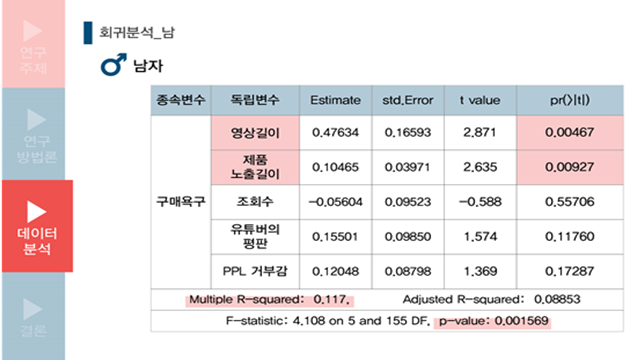 연구
주제
연구
방법론
데이터
분석
결론
회귀분석_남
남자
종속변수 독립변수 Estimate std.Error t value pr(>|t|)
영상길이 0.47634 0.16593 2.871 0.00467
제품
노출길이 0.10465 0.03971 2.635 0.00927
구매욕구 조회수 -0.05604 0.09523 -0.588 0.55706
유튜버의
평판 0.15501 0.09850 1.574 0.11760
PPL 거부감 0.12048 0.08798 1.369 0.17287
Multiple R-squared: 0.117, Adjusted R-squared: 0.08853
F-statistic: 4.108 on 5 and 155 DF, p-value: 0.001569